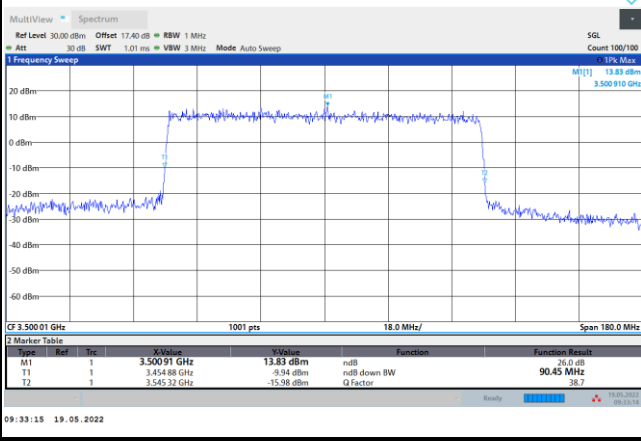 MultiView Spectrum
Ref Level 30.00 dBm Offset 17.40 dB RBW 1 MHz SGL
Att 30 dB SWT 1.01 ms VBW 3 MHz Mode Auto Sweep Count 100/100
1 Frequency Sweep 1Pk Max
M1[1] 13.83 dBm
3.500 910 GHz
20 dBm
M1
10 dBm
0 dBm
T1
-10 dBm
T2
-20 dBm
-30 dBm
-40 dBm
-50 dBm
-60 dBm
CF 3.500 01 GHz 1001 pts 18.0 MHz/ Span 180.0 MHz
2 Marker Table
Type Ref Trc X-Value Y-Value Function Function Result
M1 1 3.500 91 GHz 13.83 dBm ndB 26.0 dB
T1 1 3.454 88 GHz -9.94 dBm ndB down BW 90.45 MHz
T2 1 3.545 32 GHz -15.98 dBm Q Factor 38.7
Ready 19.05.2022
09:33:14
09:33:15 19.05.2022